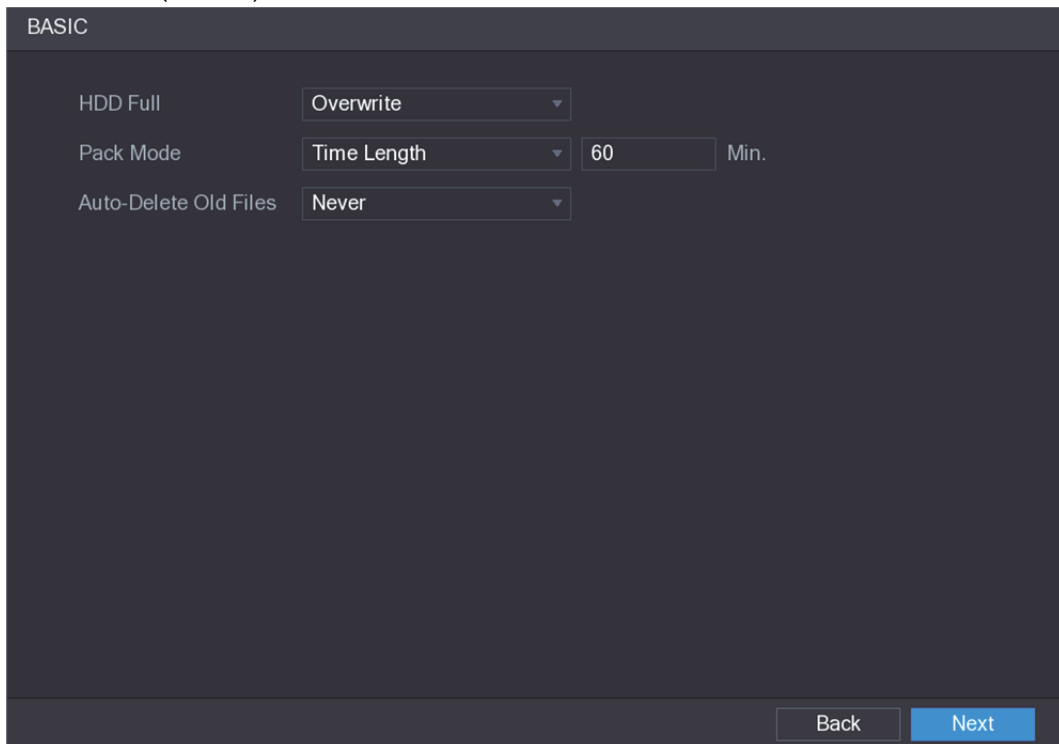 BASIC
HDD Full Overwrite
Pack Mode Time Length 60 Min.
Auto-Delete Old Files Never
Back Next